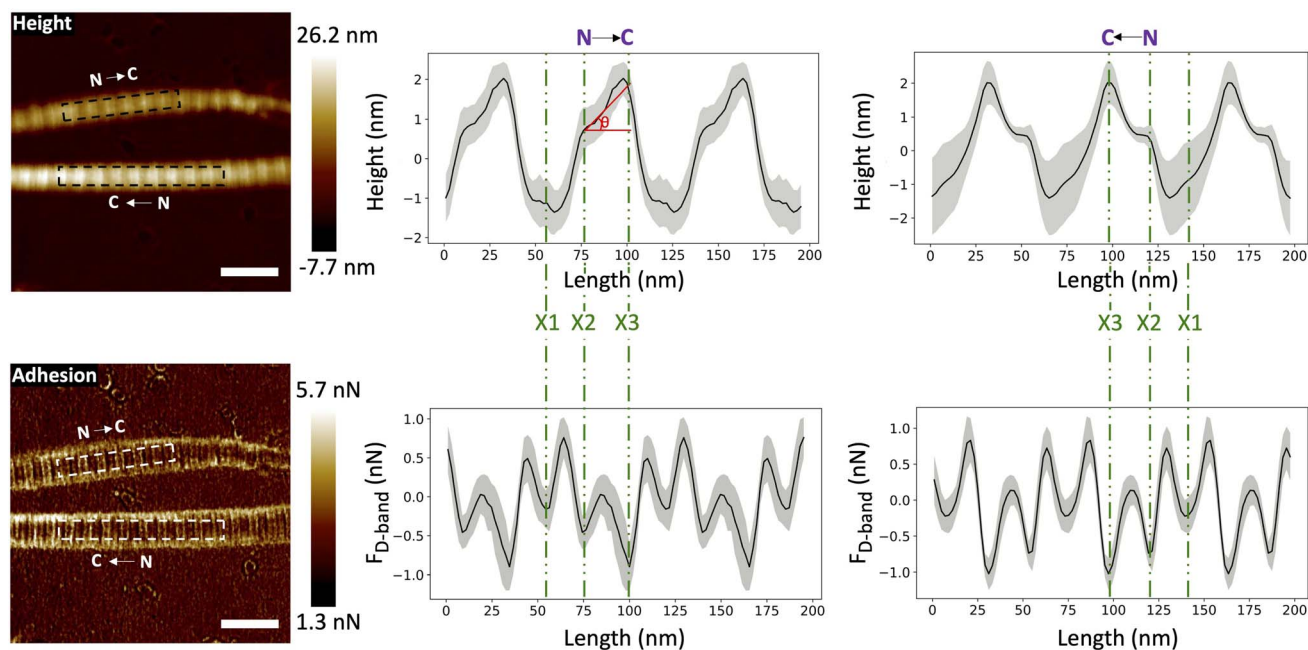 Height
N → C
C ← N
26.2 nm
-7.7 nm
N → C
Height (nm)
2
1
0
−1
−2
θ
0 25 50 75 100 125 150 175 200
Length (nm)
C ← N
Height (nm)
2
1
0
−1
−2
0 25 50 75 100 125 150 175 200
Length (nm)
X1 X2 X3
X3 X2 X1
Adhesion
N → C
C ← N
5.7 nN
1.3 nN
F_D-band (nN)
1.0
0.5
0.0
−0.5
−1.0
0 25 50 75 100 125 150 175 200
Length (nm)
F_D-band (nN)
1.0
0.5
0.0
−0.5
−1.0
0 25 50 75 100 125 150 175 200
Length (nm)